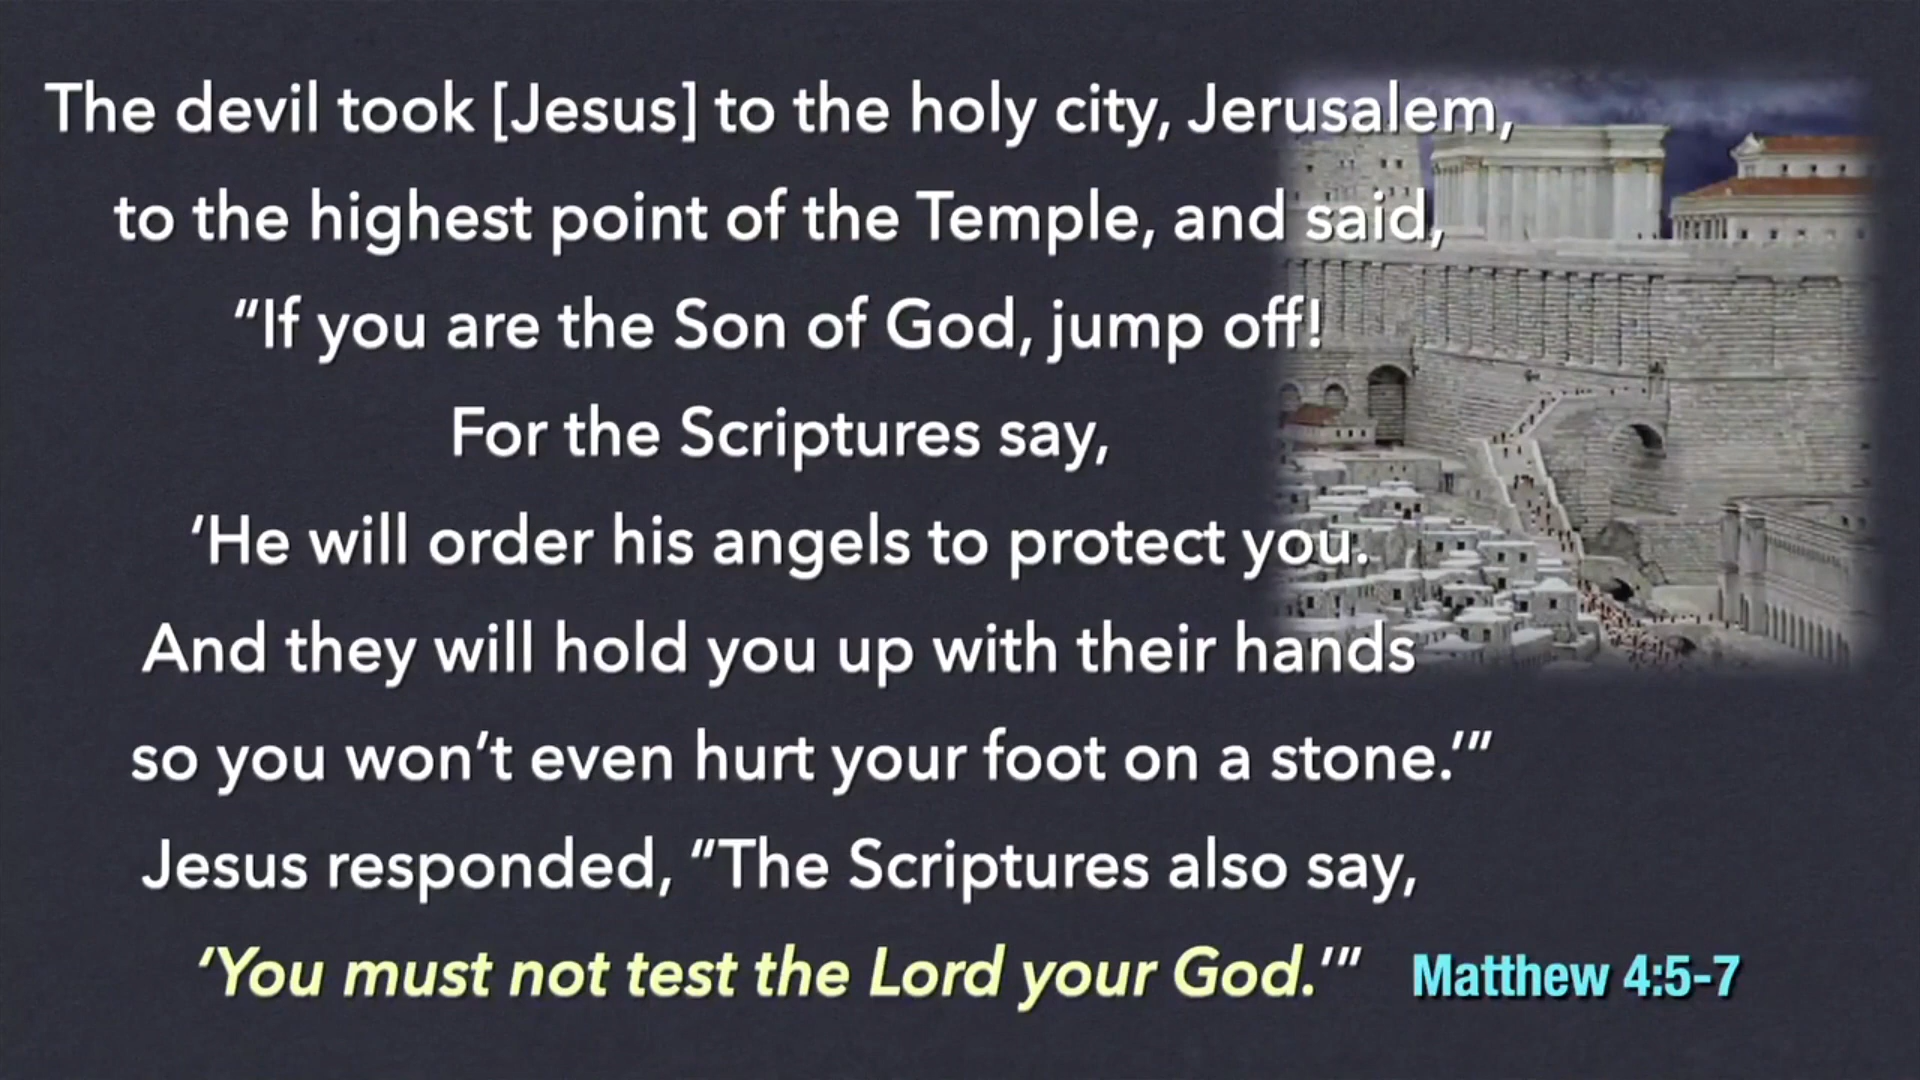 The devil took [Jesus] to the holy city, Jerusalem,
to the highest point of the Temple, and said,
“If you are the Son of God, jump off!
For the Scriptures say,
‘He will order his angels to protect you.
And they will hold you up with their hands
so you won’t even hurt your foot on a stone.’”
Jesus responded, “The Scriptures also say,
‘You must not test the Lord your God.’” Matthew 4:5-7